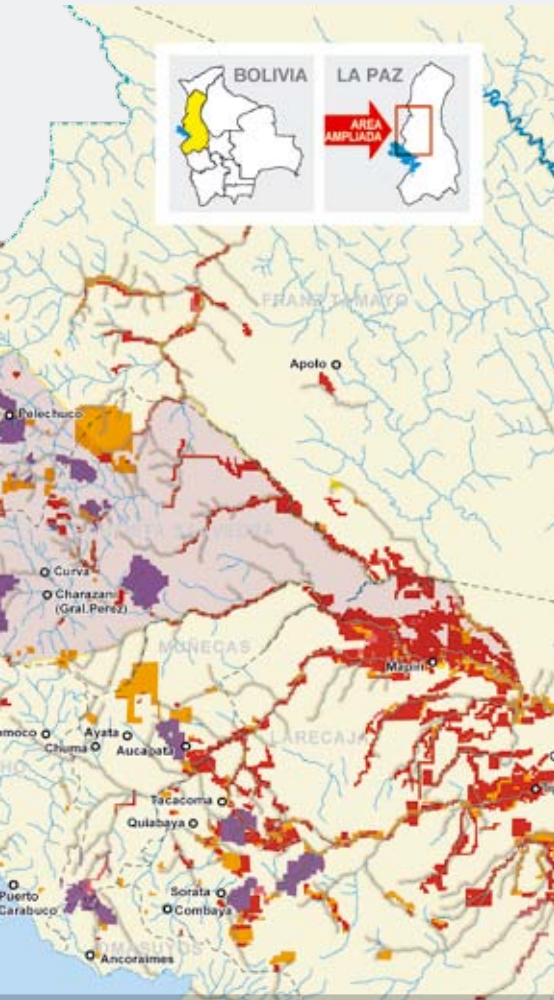 BOLIVIA
LA PAZ
AREA
AMPLIADA
FRANZ TAMAYO
Apolo
Pelechuco
Curva
Charazani
(Gral.Perez)
MUÑECAS
Mapiri
LARECAJA
Ayata
Chuma
Aucapata
Tacacoma
Quiabaya
Puerto
Carabuco
Sorata
Combaya
OMASUYOS
Ancoraimes